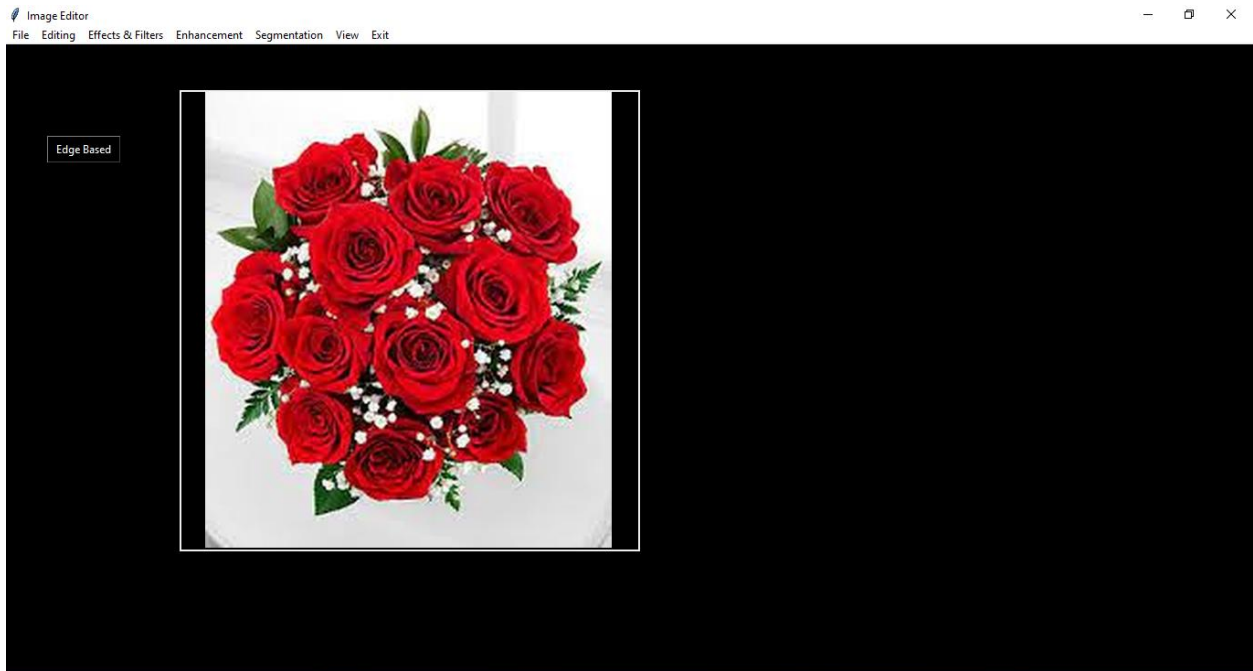 Image Editor
File Editing Effects & Filters Enhancement Segmentation View Exit
Edge Based